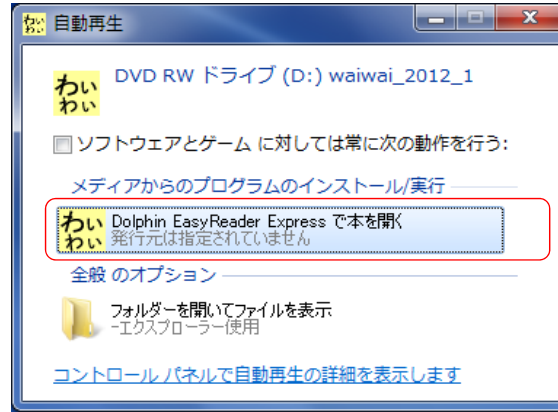 わいわい 自動再生
わい
わい
DVD RW ドライブ (D:) waiwai_2012_1
ソフトウェアとゲーム に対しては常に次の動作を行う:
メディアからのプログラムのインストール/実行
わい
わい
Dolphin EasyReader Express で本を開く
発行元は指定されていません
全般 のオプション
フォルダーを開いてファイルを表示
-エクスプローラー使用
コントロール パネルで自動再生の詳細を表示します